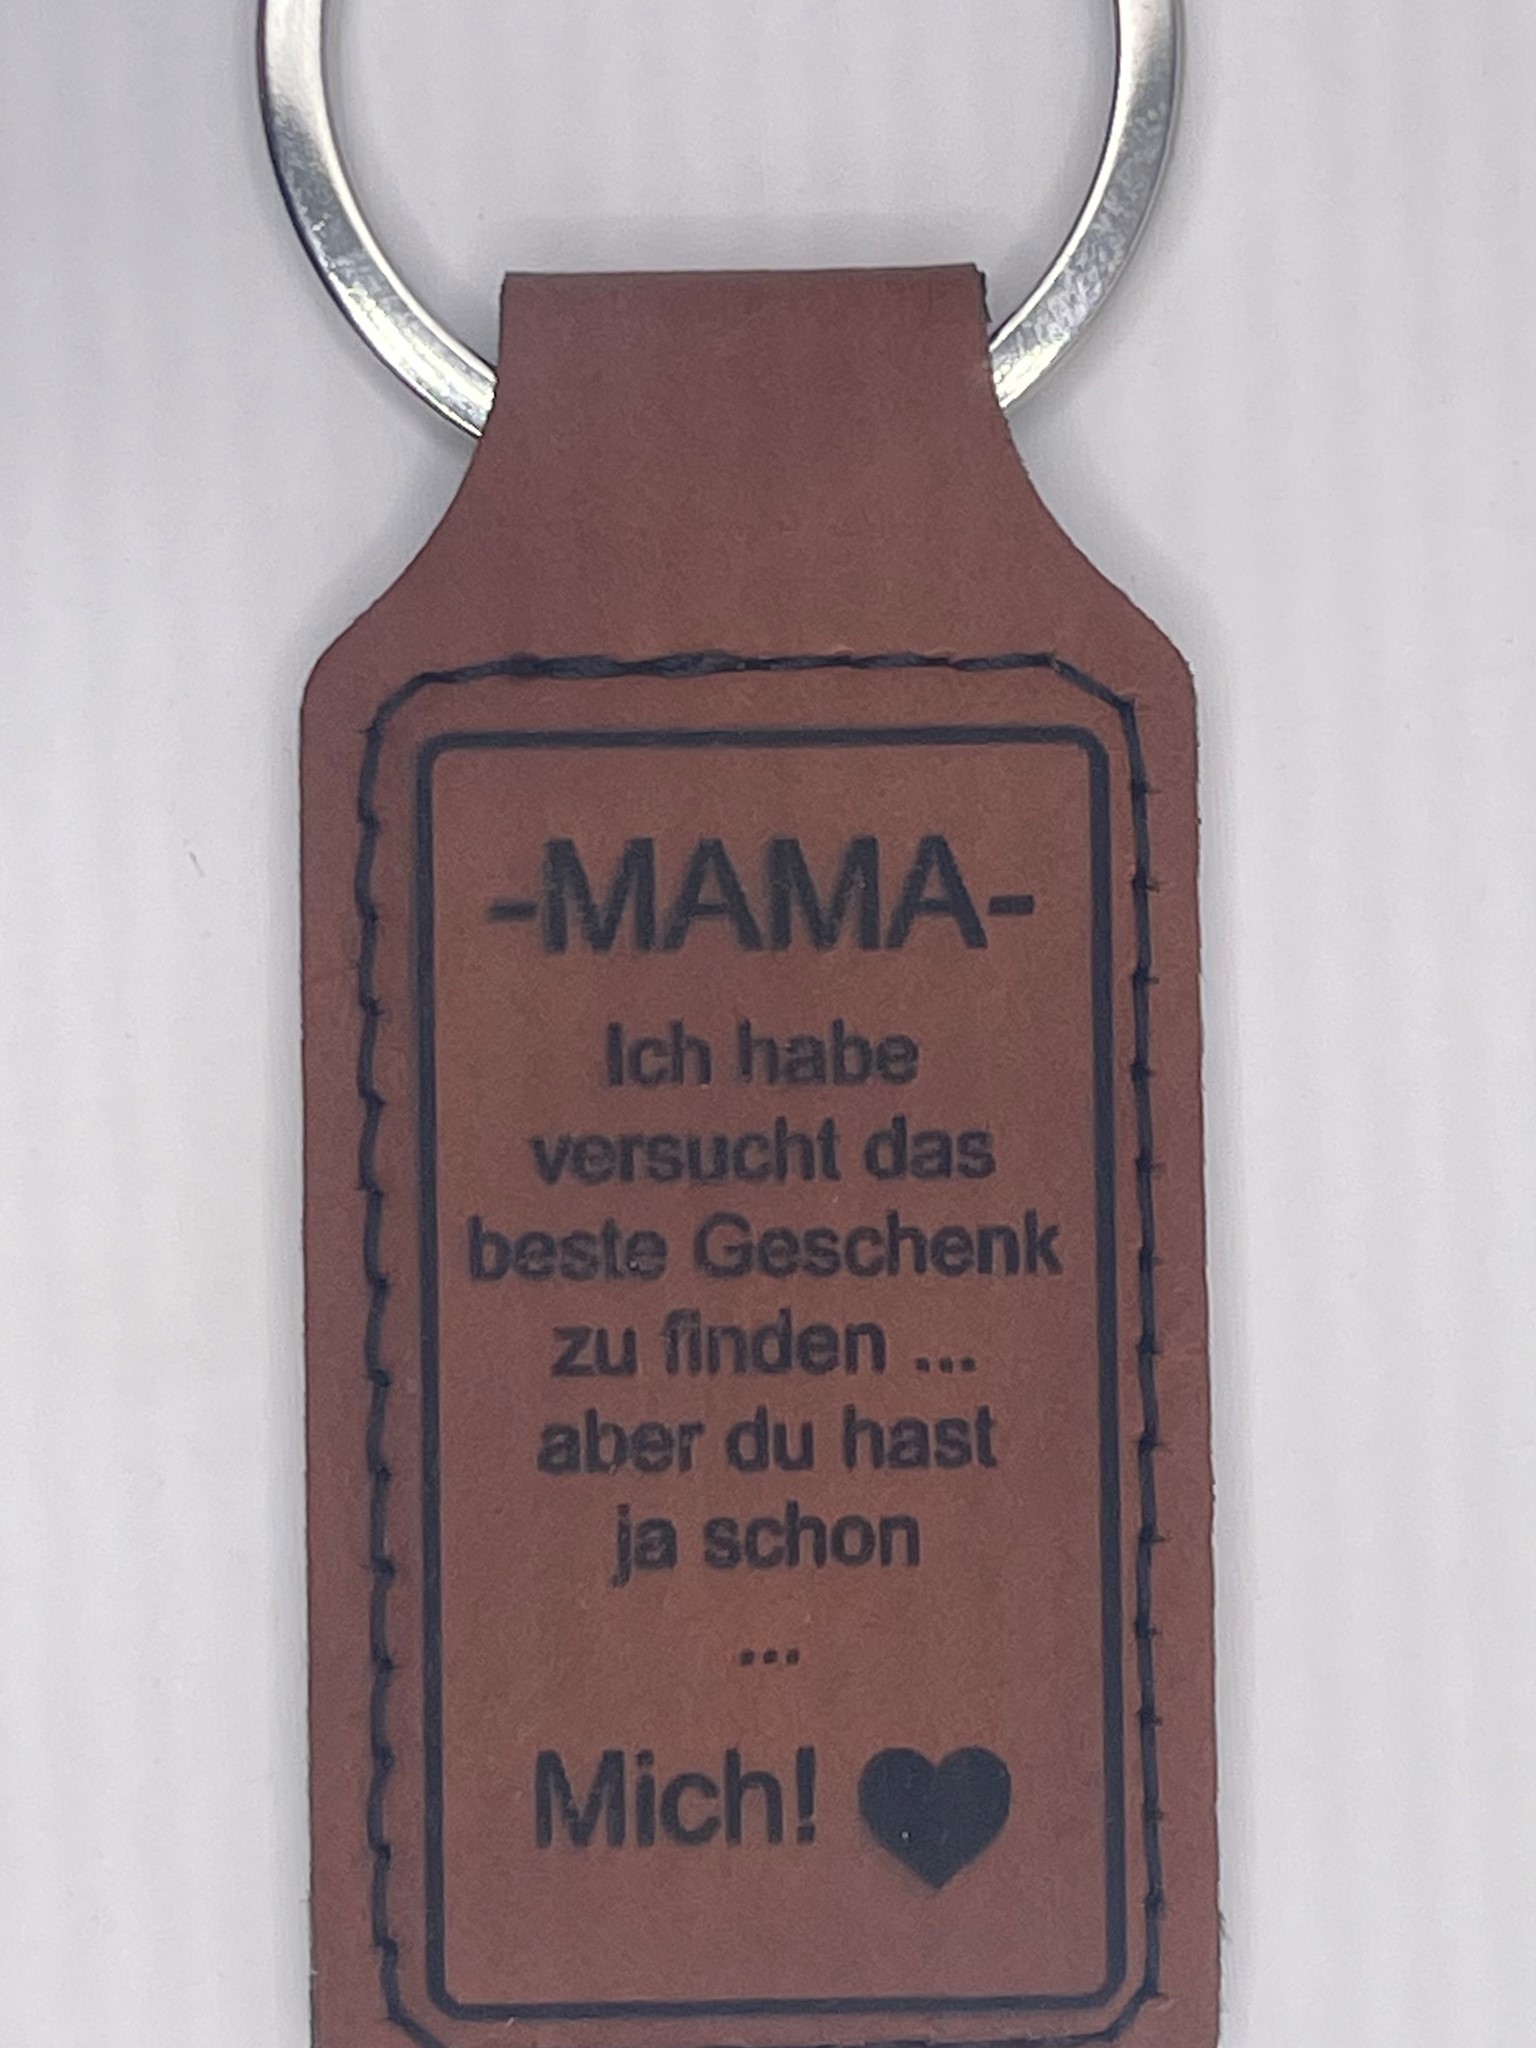 -MAMA-
Ich habe
versucht das
beste Geschenk
zu finden ...
aber du hast
ja schon
...
Mich!